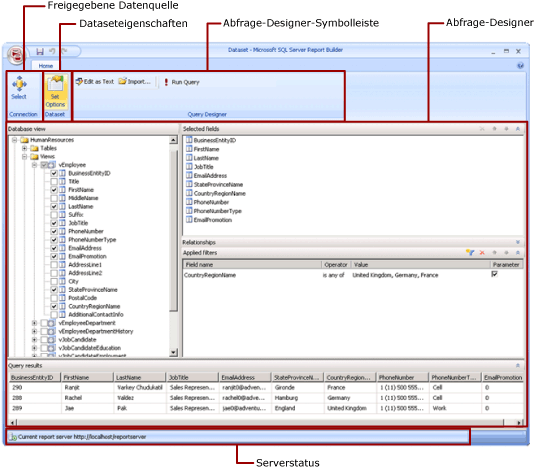 Freigegebene Datenquelle
Dataseteigenschaften
Abfrage-Designer-Symbolleiste
Abfrage-Designer
Dataset - Microsoft SQL Server Report Builder
Home
Select
Connection
Set Options
Dataset
Edit as Text
Import...
Run Query
Query Designer
Database view
HumanResources
Tables
Views
vEmployee
BusinessEntityID
Title
FirstName
MiddleName
LastName
Suffix
JobTitle
PhoneNumber
PhoneNumberType
EmailAddress
EmailPromotion
AddressLine1
AddressLine2
City
StateProvinceName
PostalCode
CountryRegionName
AdditionalContactInfo
vEmployeeDepartment
vEmployeeDepartmentHistory
vJobCandidate
vJobCandidateEducation
vJobCandidateEmployment
Selected fields
BusinessEntityID
FirstName
LastName
JobTitle
EmailAddress
StateProvinceName
CountryRegionName
PhoneNumber
PhoneNumberType
EmailPromotion
Relationships
Applied filters
Field name Operator Value Parameter
CountryRegionName is any of United Kingdom, Germany, France
Query results
BusinessEntityID FirstName LastName JobTitle EmailAddress StateProvinceN... CountryRegion... PhoneNumber PhoneNumberT... EmailPromotion
290 Ranjit Varkey Chudukatil Sales Represen... ranjit0@adven... Gironde France 1 (11) 500 555... Cell 0
288 Rachel Valdez Sales Represen... rachel0@adve... Hamburg Germany 1 (11) 500 555... Cell 0
289 Jae Pak Sales Represen... jae0@adventu... England United Kingdom 1 (11) 500 555... Work 0
Current report server http://localhost/reportserver
Serverstatus